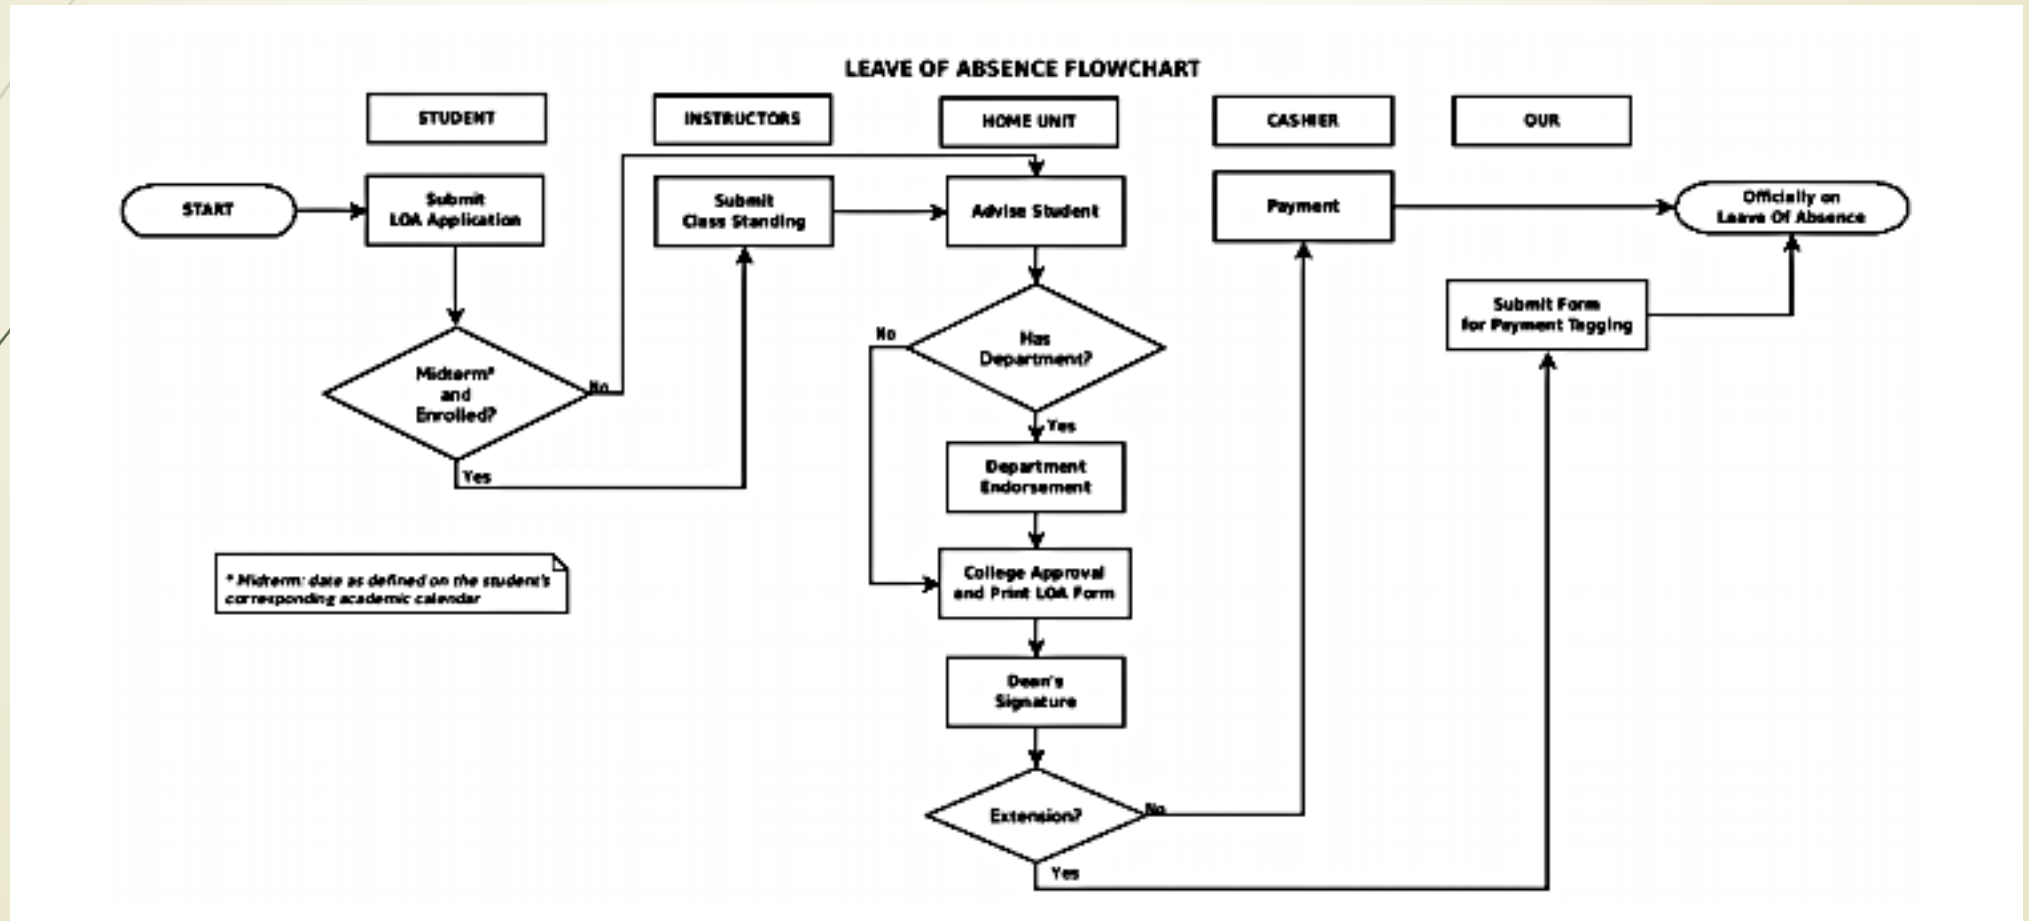 LEAVE OF ABSENCE FLOWCHART
STUDENT
INSTRUCTORS
HOME UNIT
CASHIER
OUR
START
Submit
LOA Application
Submit
Class Standing
Advise Student
Payment
Officially on
Leave Of Absence
Submit Form
for Payment Tagging
Midterm*
and
Enrolled?
No
Yes
Has
Department?
No
Yes
Department
Endorsement
College Approval
and Print LOA Form
* Midterm: date as defined on the student's
corresponding academic calendar
Dean's
Signature
Extension?
No
Yes